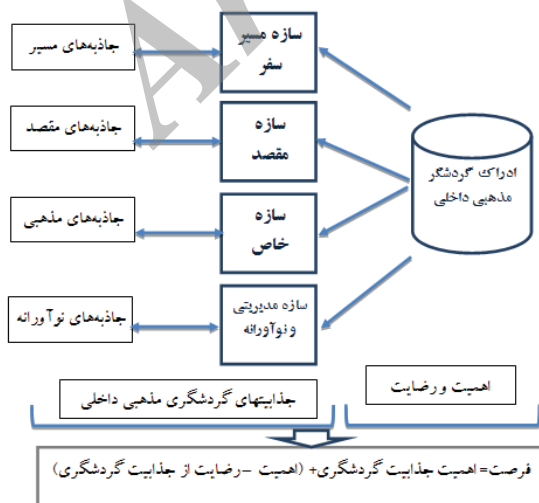 سازه مسیر
سفر
جاذبه‌های مسیر
سازه
مقصد
جاذبه‌های مقصد
ادراک گردشگر
مذهبی داخلی
سازه
خاص
جاذبه‌های مذهبی
سازه مدیریتی
و نوآورانه
جاذبه‌های نوآورانه
اهمیت و رضایت
جذابیتهای گردشگری مذهبی داخلی
فرصت= اهمیت جذابیت گردشگری+ (اهمیت –رضایت از جذابیت گردشگری)